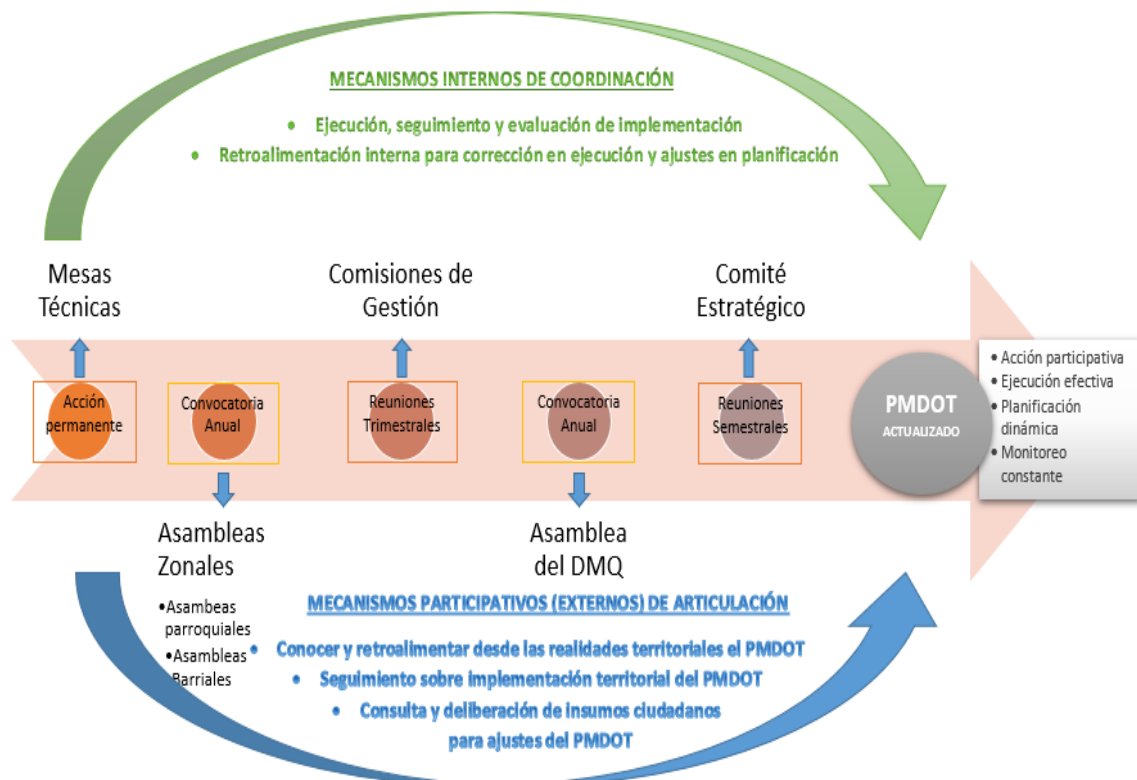 MECANISMOS INTERNOS DE COORDINACIÓN
• Ejecución, seguimiento y evaluación de implementación
• Retroalimentación interna para corrección en ejecución y ajustes en planificación
Mesas
Técnicas
Comisiones de
Gestión
Comité
Estratégico
Acción
permanente
Convocatoria
Anual
Reuniones
Trimestrales
Convocatoria
Anual
Reuniones
Semestrales
PMDOT
ACTUALIZADO
• Acción participativa
• Ejecución efectiva
• Planificación
dinámica
• Monitoreo
constante
Asambleas
Zonales
•Asambeas
parroquiales
•Asambleas
Barriales
Asamblea
del DMQ
MECANISMOS PARTICIPATIVOS (EXTERNOS) DE ARTICULACIÓN
• Conocer y retroalimentar desde las realidades territoriales el PMDOT
• Seguimiento sobre implementación territorial del PMDOT
• Consulta y deliberación de insumos ciudadanos
para ajustes del PMDOT